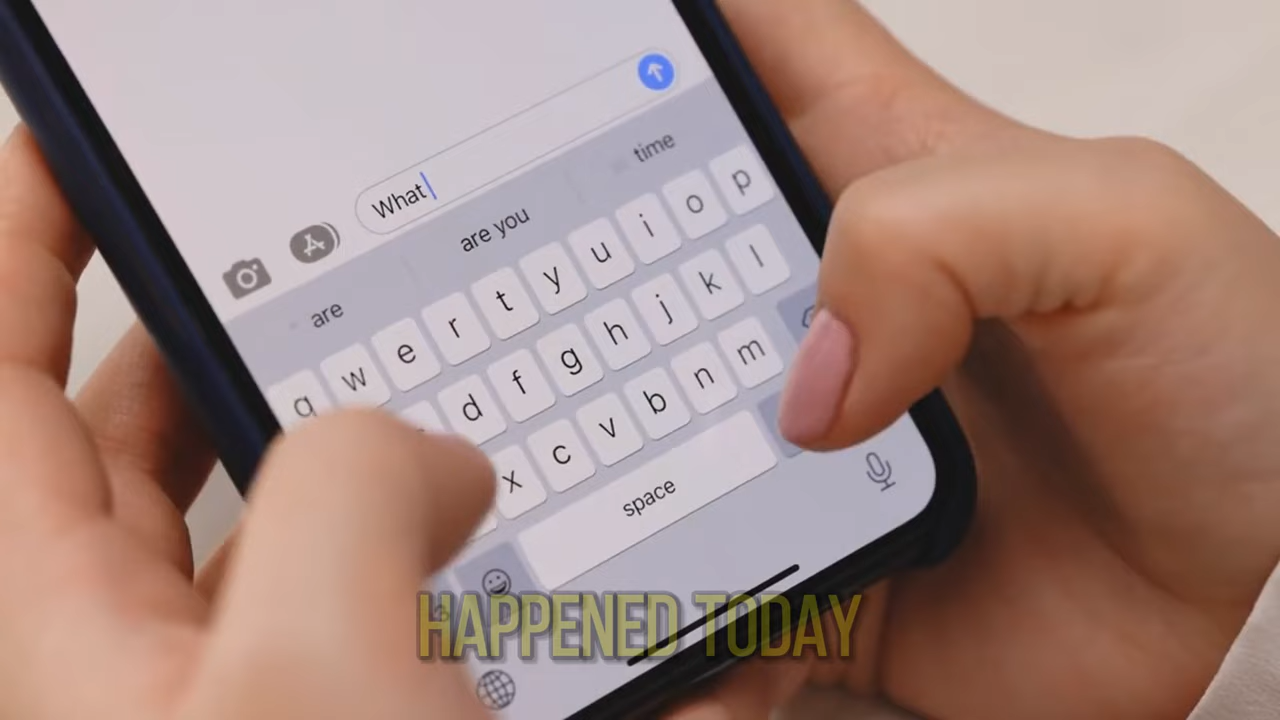 What
are
are you
time
q w e r t y u i o p
d f g h j k l
x c v b n m
space
HAPPENED TODAY